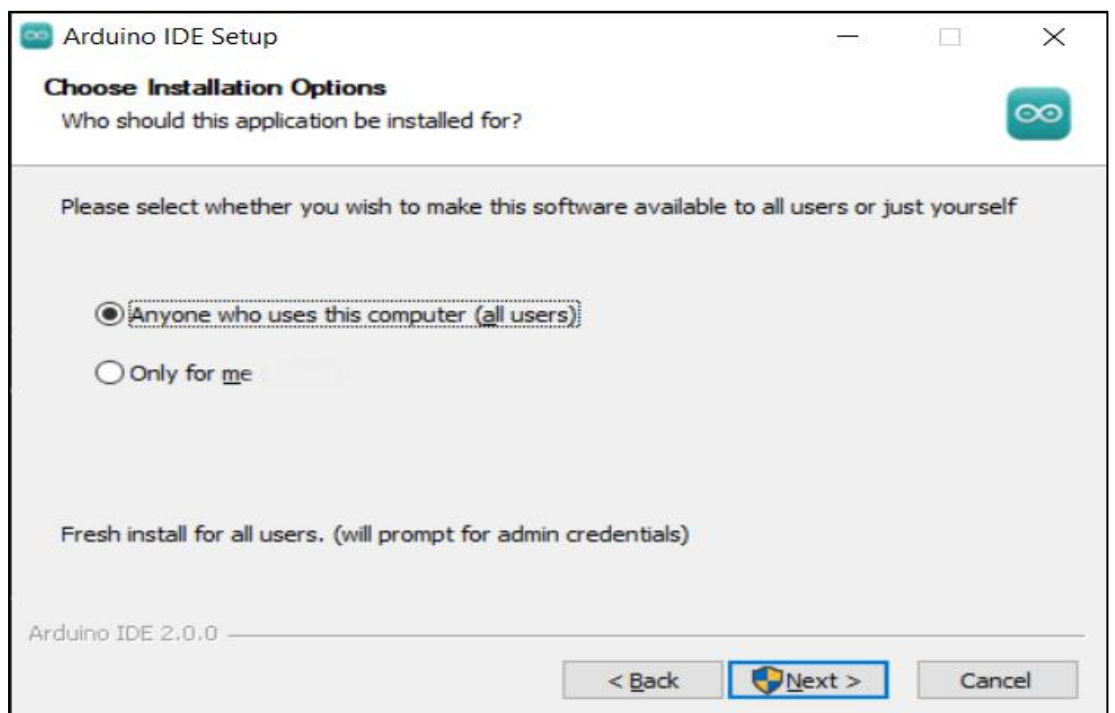 Arduino IDE Setup
Choose Installation Options
Who should this application be installed for?
Please select whether you wish to make this software available to all users or just yourself
Anyone who uses this computer (all users)
Only for me
Fresh install for all users. (will prompt for admin credentials)
Arduino IDE 2.0.0
< Back Next > Cancel